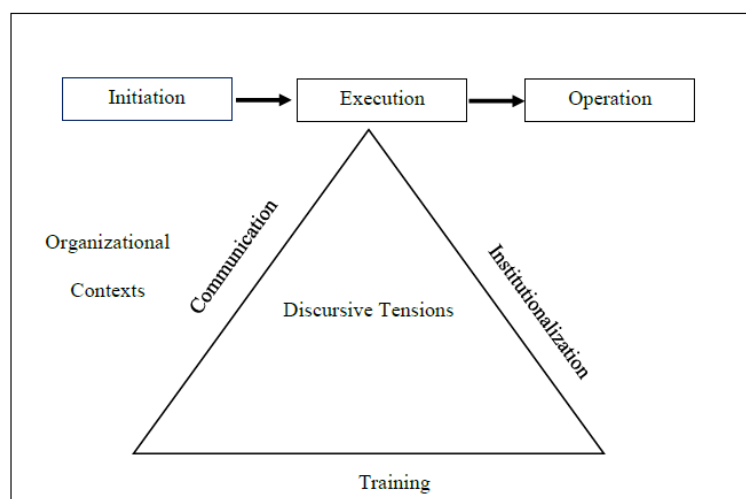 Initiation
Execution
Operation
Organizational
Contexts
Communication
Institutionalization
Discursive Tensions
Training